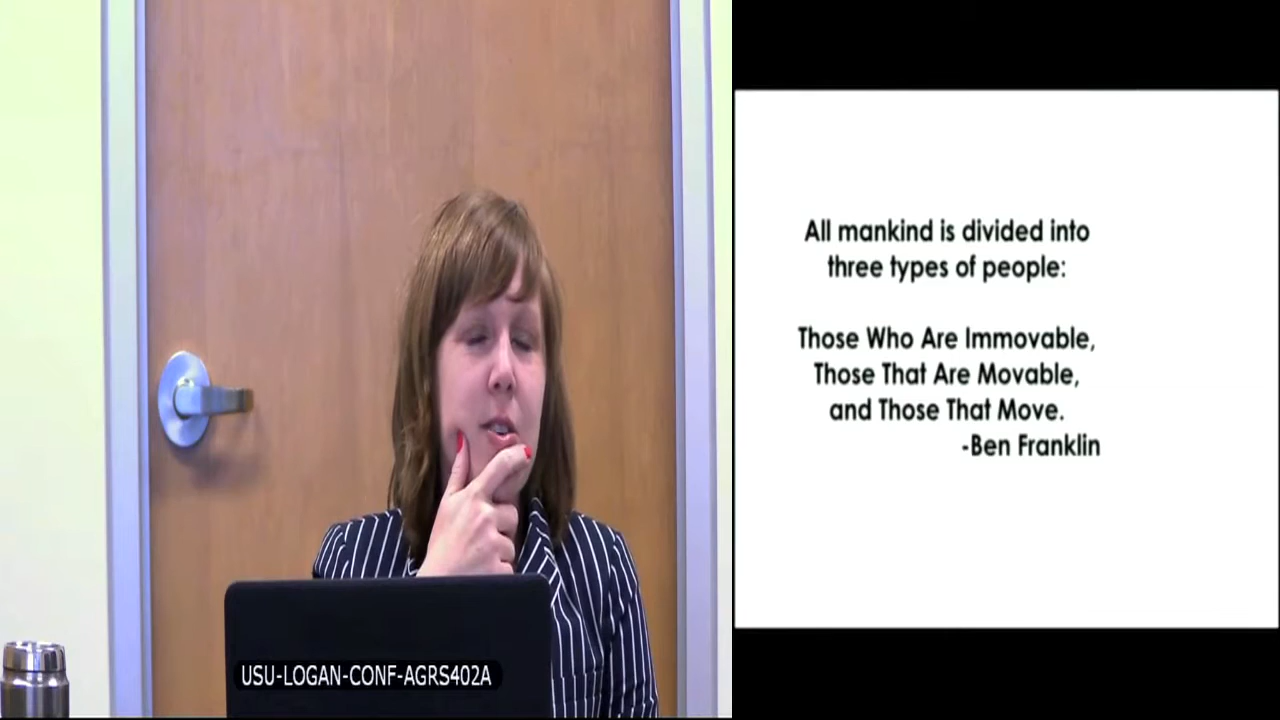 USU-LOGAN-CONF-AGRS402A
All mankind is divided into
three types of people:
Those Who Are Immovable,
Those That Are Movable,
and Those That Move.
-Ben Franklin